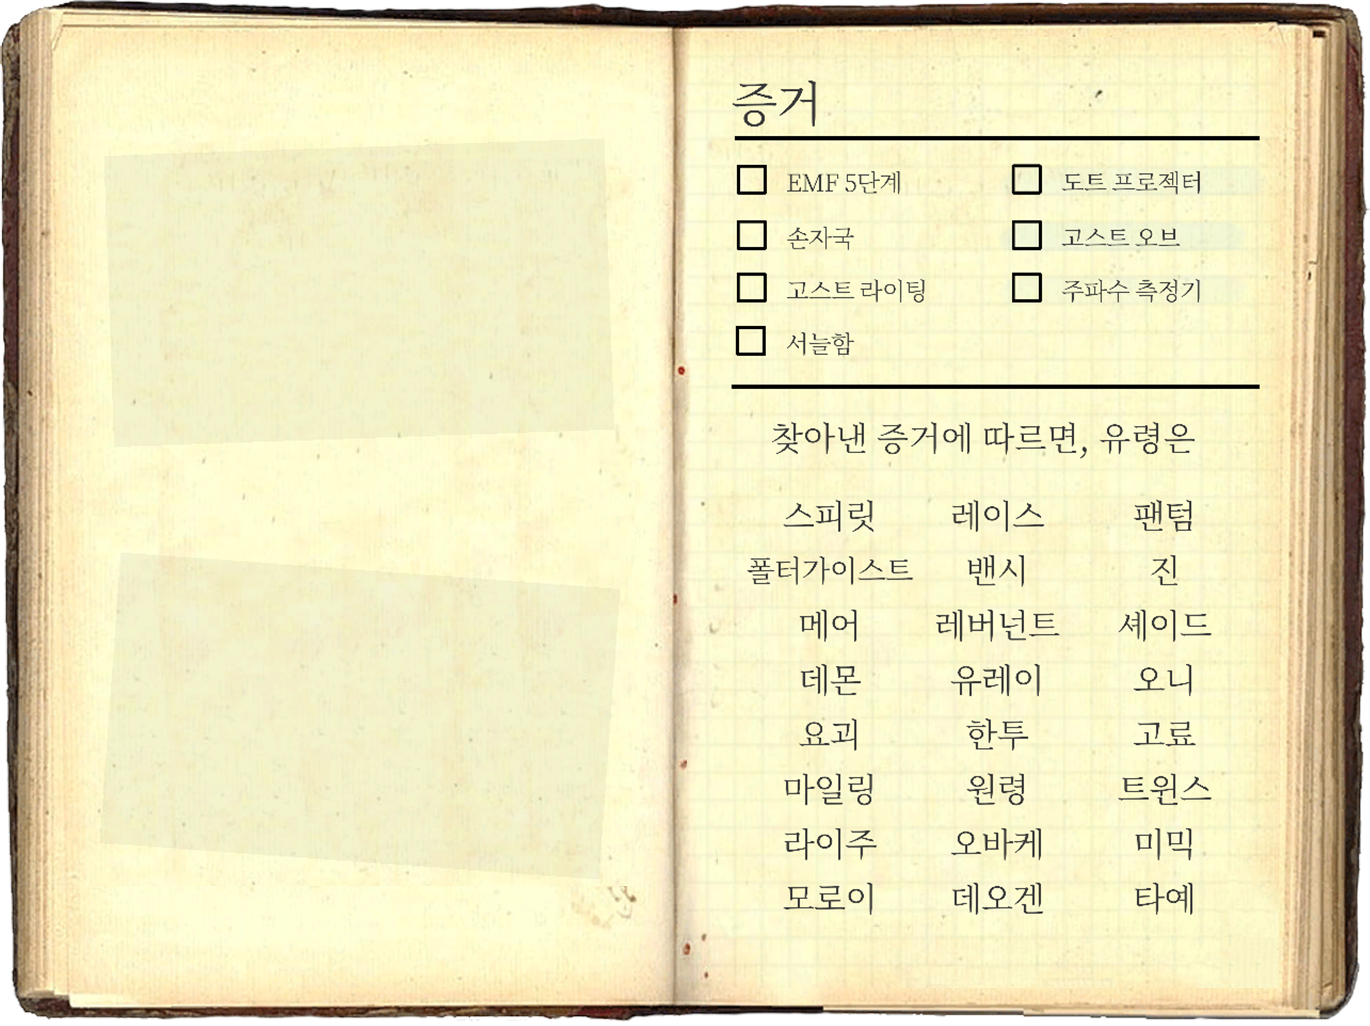 증거
EMF 5단계 도트 프로젝터
손자국 고스트 오브
고스트 라이팅 주파수 측정기
서늘함
찾아낸 증거에 따르면, 유령은
스피릿 레이스 팬텀
폴터가이스트 밴시 진
메어 레버넌트 셰이드
데몬 유레이 오니
요괴 한투 고료
마일링 원령 트윈스
라이주 오바케 미믹
모로이 데오겐 타예